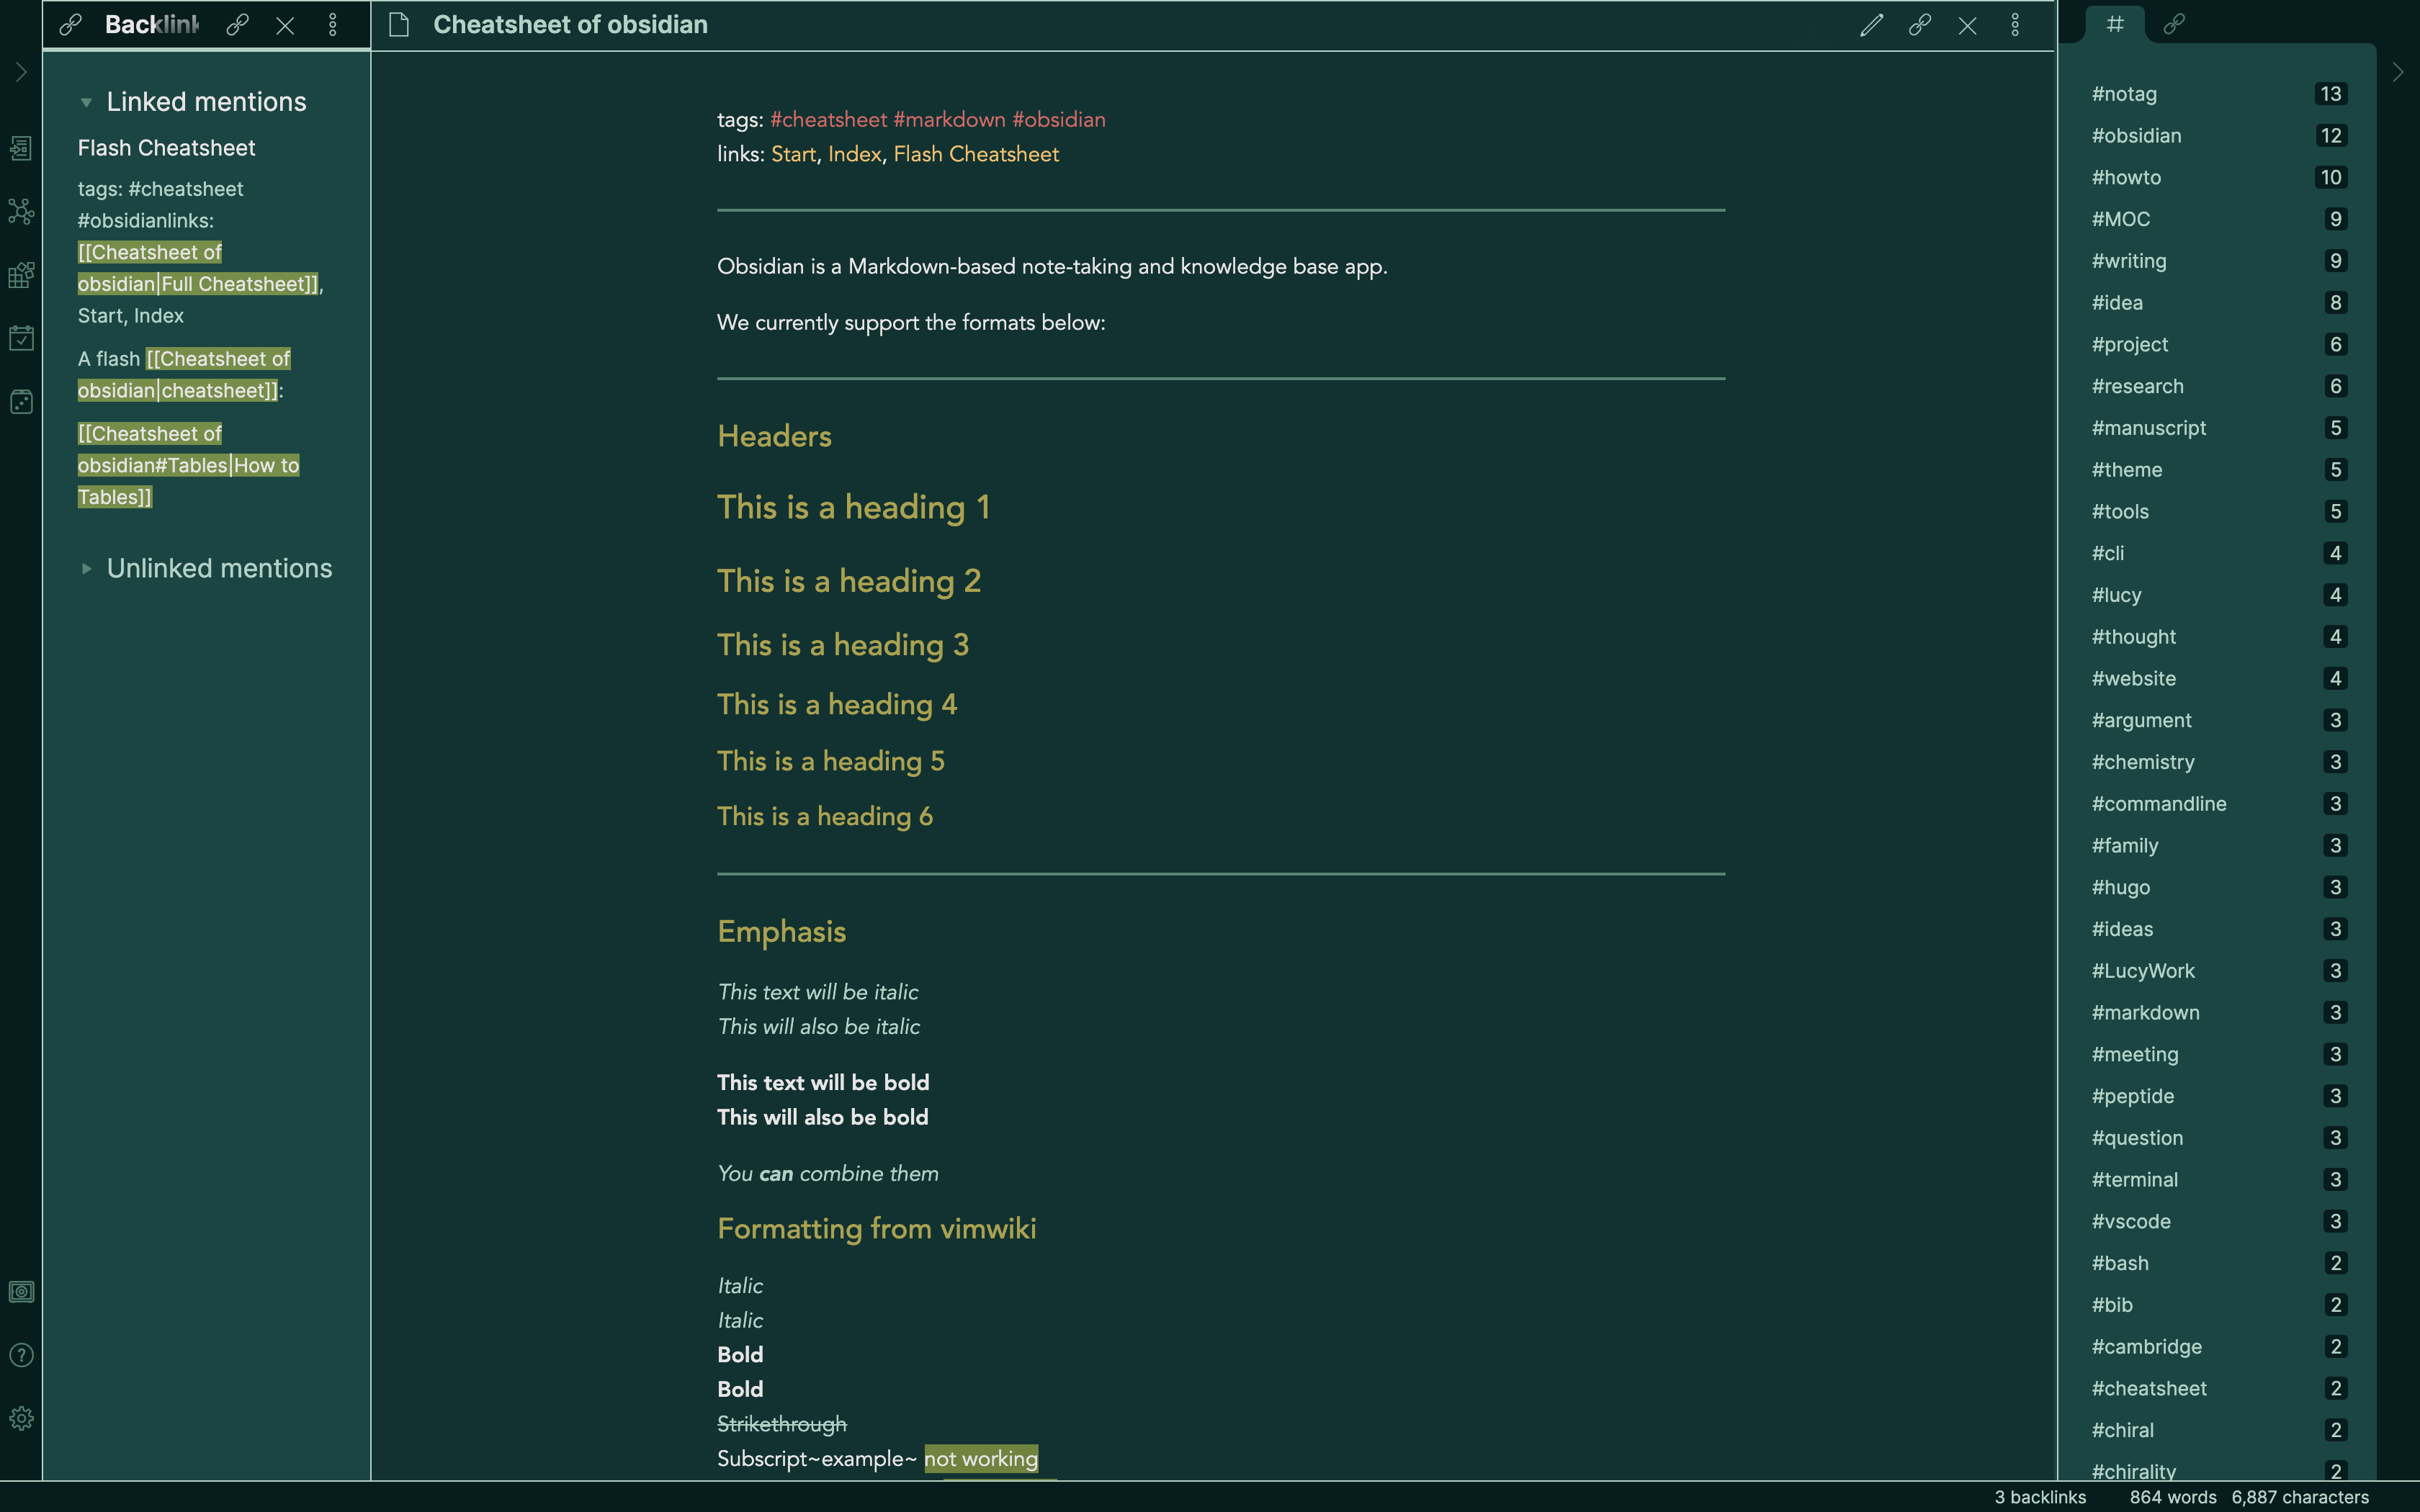 Backlink
Linked mentions
Flash Cheatsheet
tags: #cheatsheet
#obsidianlinks:
[[Cheatsheet of
obsidian|Full Cheatsheet]],
Start, Index
A flash [[Cheatsheet of
obsidian|cheatsheet]]:
[[Cheatsheet of
obsidian#Tables|How to
Tables]]
Unlinked mentions
Cheatsheet of obsidian
tags: #cheatsheet #markdown #obsidian
links: Start, Index, Flash Cheatsheet
Obsidian is a Markdown-based note-taking and knowledge base app.
We currently support the formats below:
Headers
This is a heading 1
This is a heading 2
This is a heading 3
This is a heading 4
This is a heading 5
This is a heading 6
Emphasis
This text will be italic
This will also be italic
This text will be bold
This will also be bold
You can combine them
Formatting from vimwiki
Italic
Italic
Bold
Bold
Strikethrough
Subscript~example~ not working
#
#notag 13
#obsidian 12
#howto 10
#MOC 9
#writing 9
#idea 8
#project 6
#research 6
#manuscript 5
#theme 5
#tools 5
#cli 4
#lucy 4
#thought 4
#website 4
#argument 3
#chemistry 3
#commandline 3
#family 3
#hugo 3
#ideas 3
#LucyWork 3
#markdown 3
#meeting 3
#peptide 3
#question 3
#terminal 3
#vscode 3
#bash 2
#bib 2
#cambridge 2
#cheatsheet 2
#chiral 2
#chirality 2
3 backlinks 864 words 6,887 characters